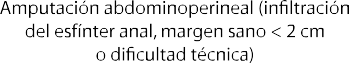 Amputación abdominoperineal (infiltración
del esfínter anal, margen sano < 2 cm
o dificultad técnica)